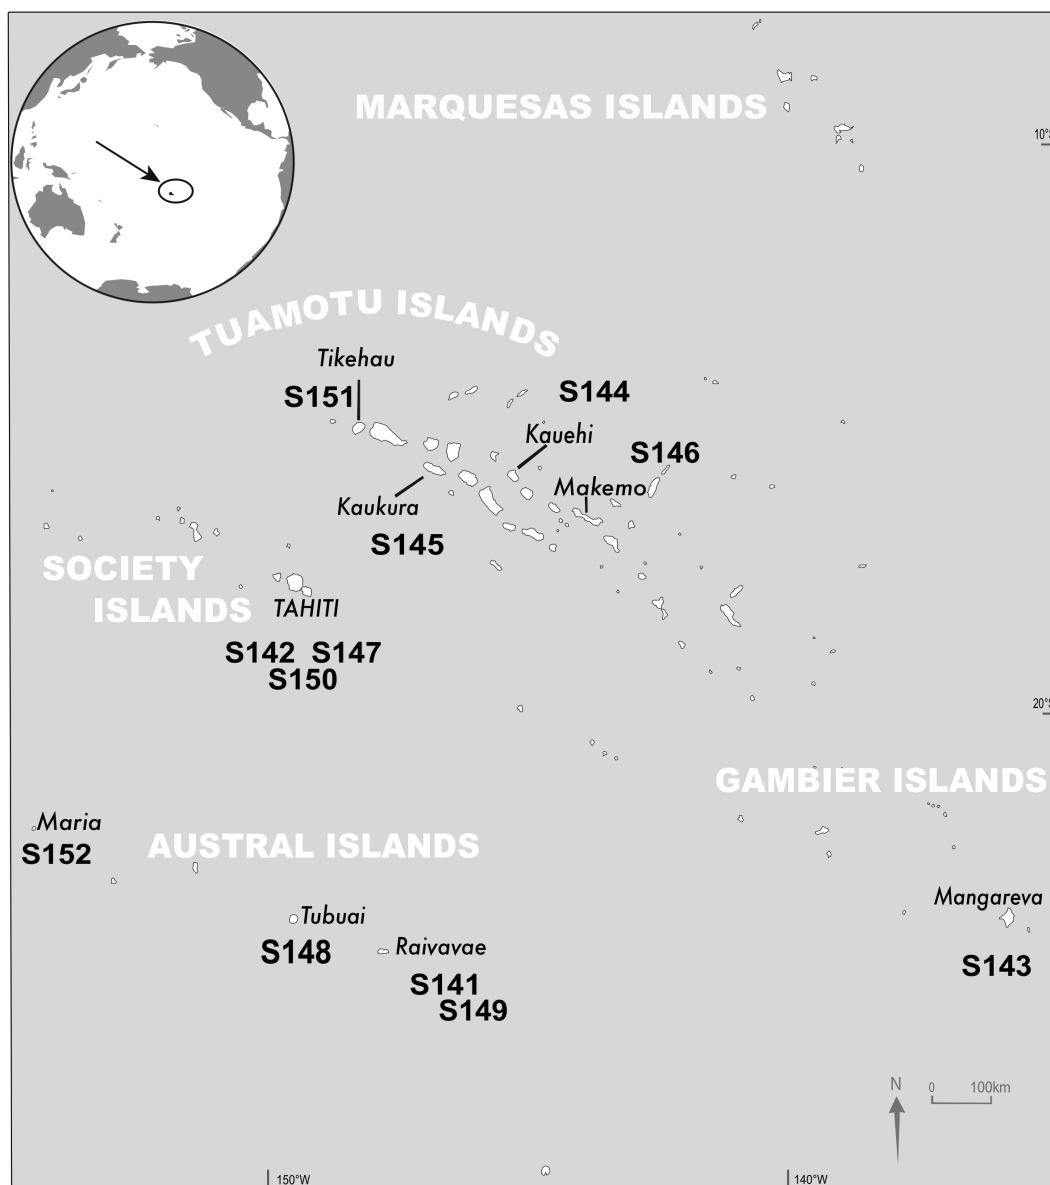 MARQUESAS ISLANDS
10°S
TUAMOTU ISLANDS
Tikehau
S151
S144
Kauehi
S146
Makemo
Kaukura
S145
SOCIETY
ISLANDS
TAHITI
S142 S147
S150
20°S
GAMBIER ISLANDS
Maria
S152
AUSTRAL ISLANDS
Mangareva
Tubuai
S148
Raivavae
S143
S141
S149
N
0 100km
150°W
140°W